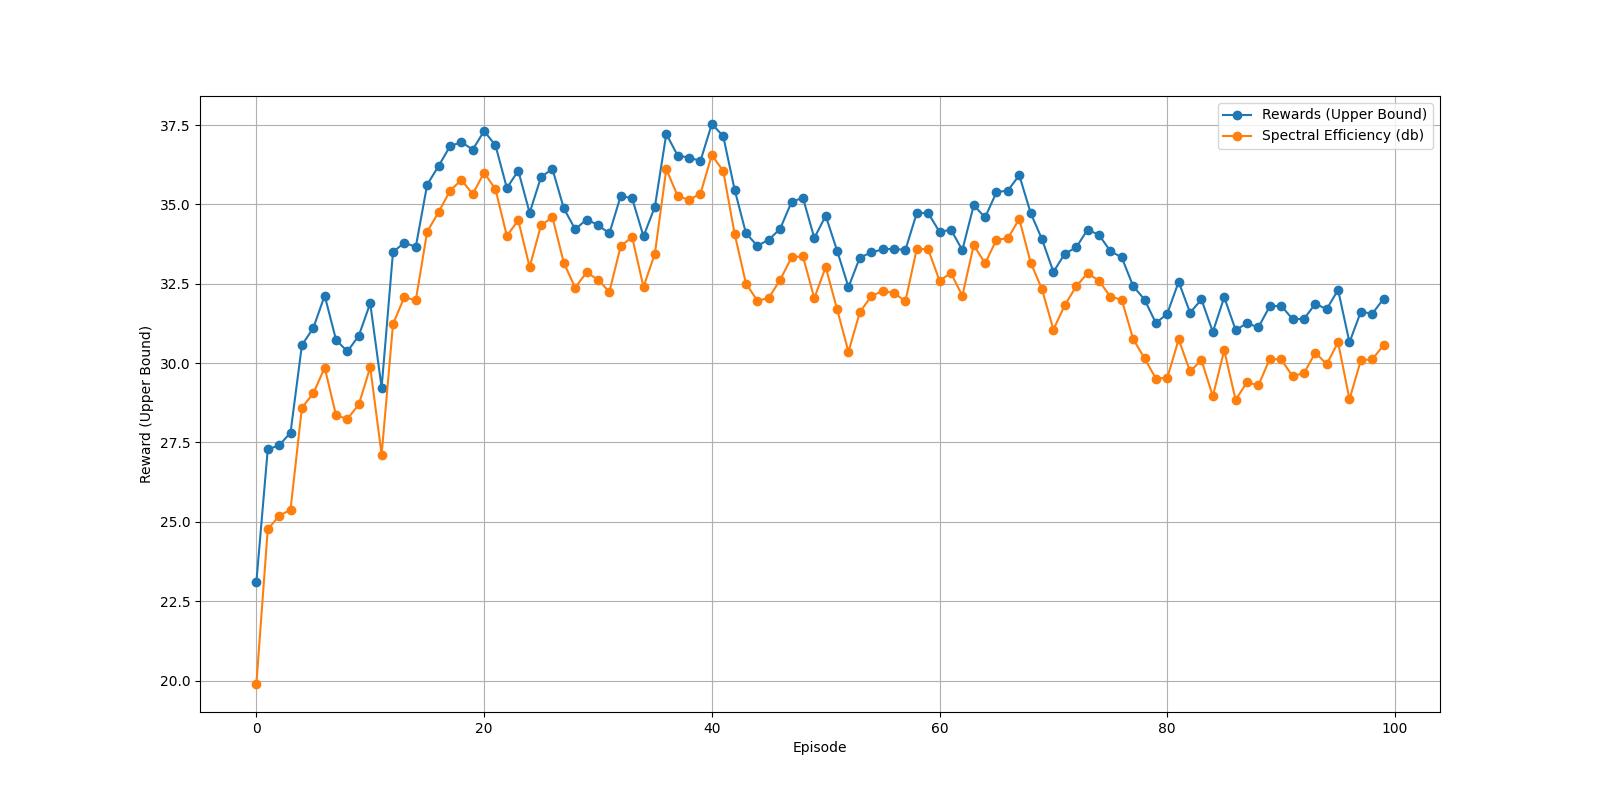 Rewards (Upper Bound)
Spectral Efficiency (db)
Reward (Upper Bound)
37.5
35.0
32.5
30.0
27.5
25.0
22.5
20.0
0 20 40 60 80 100
Episode